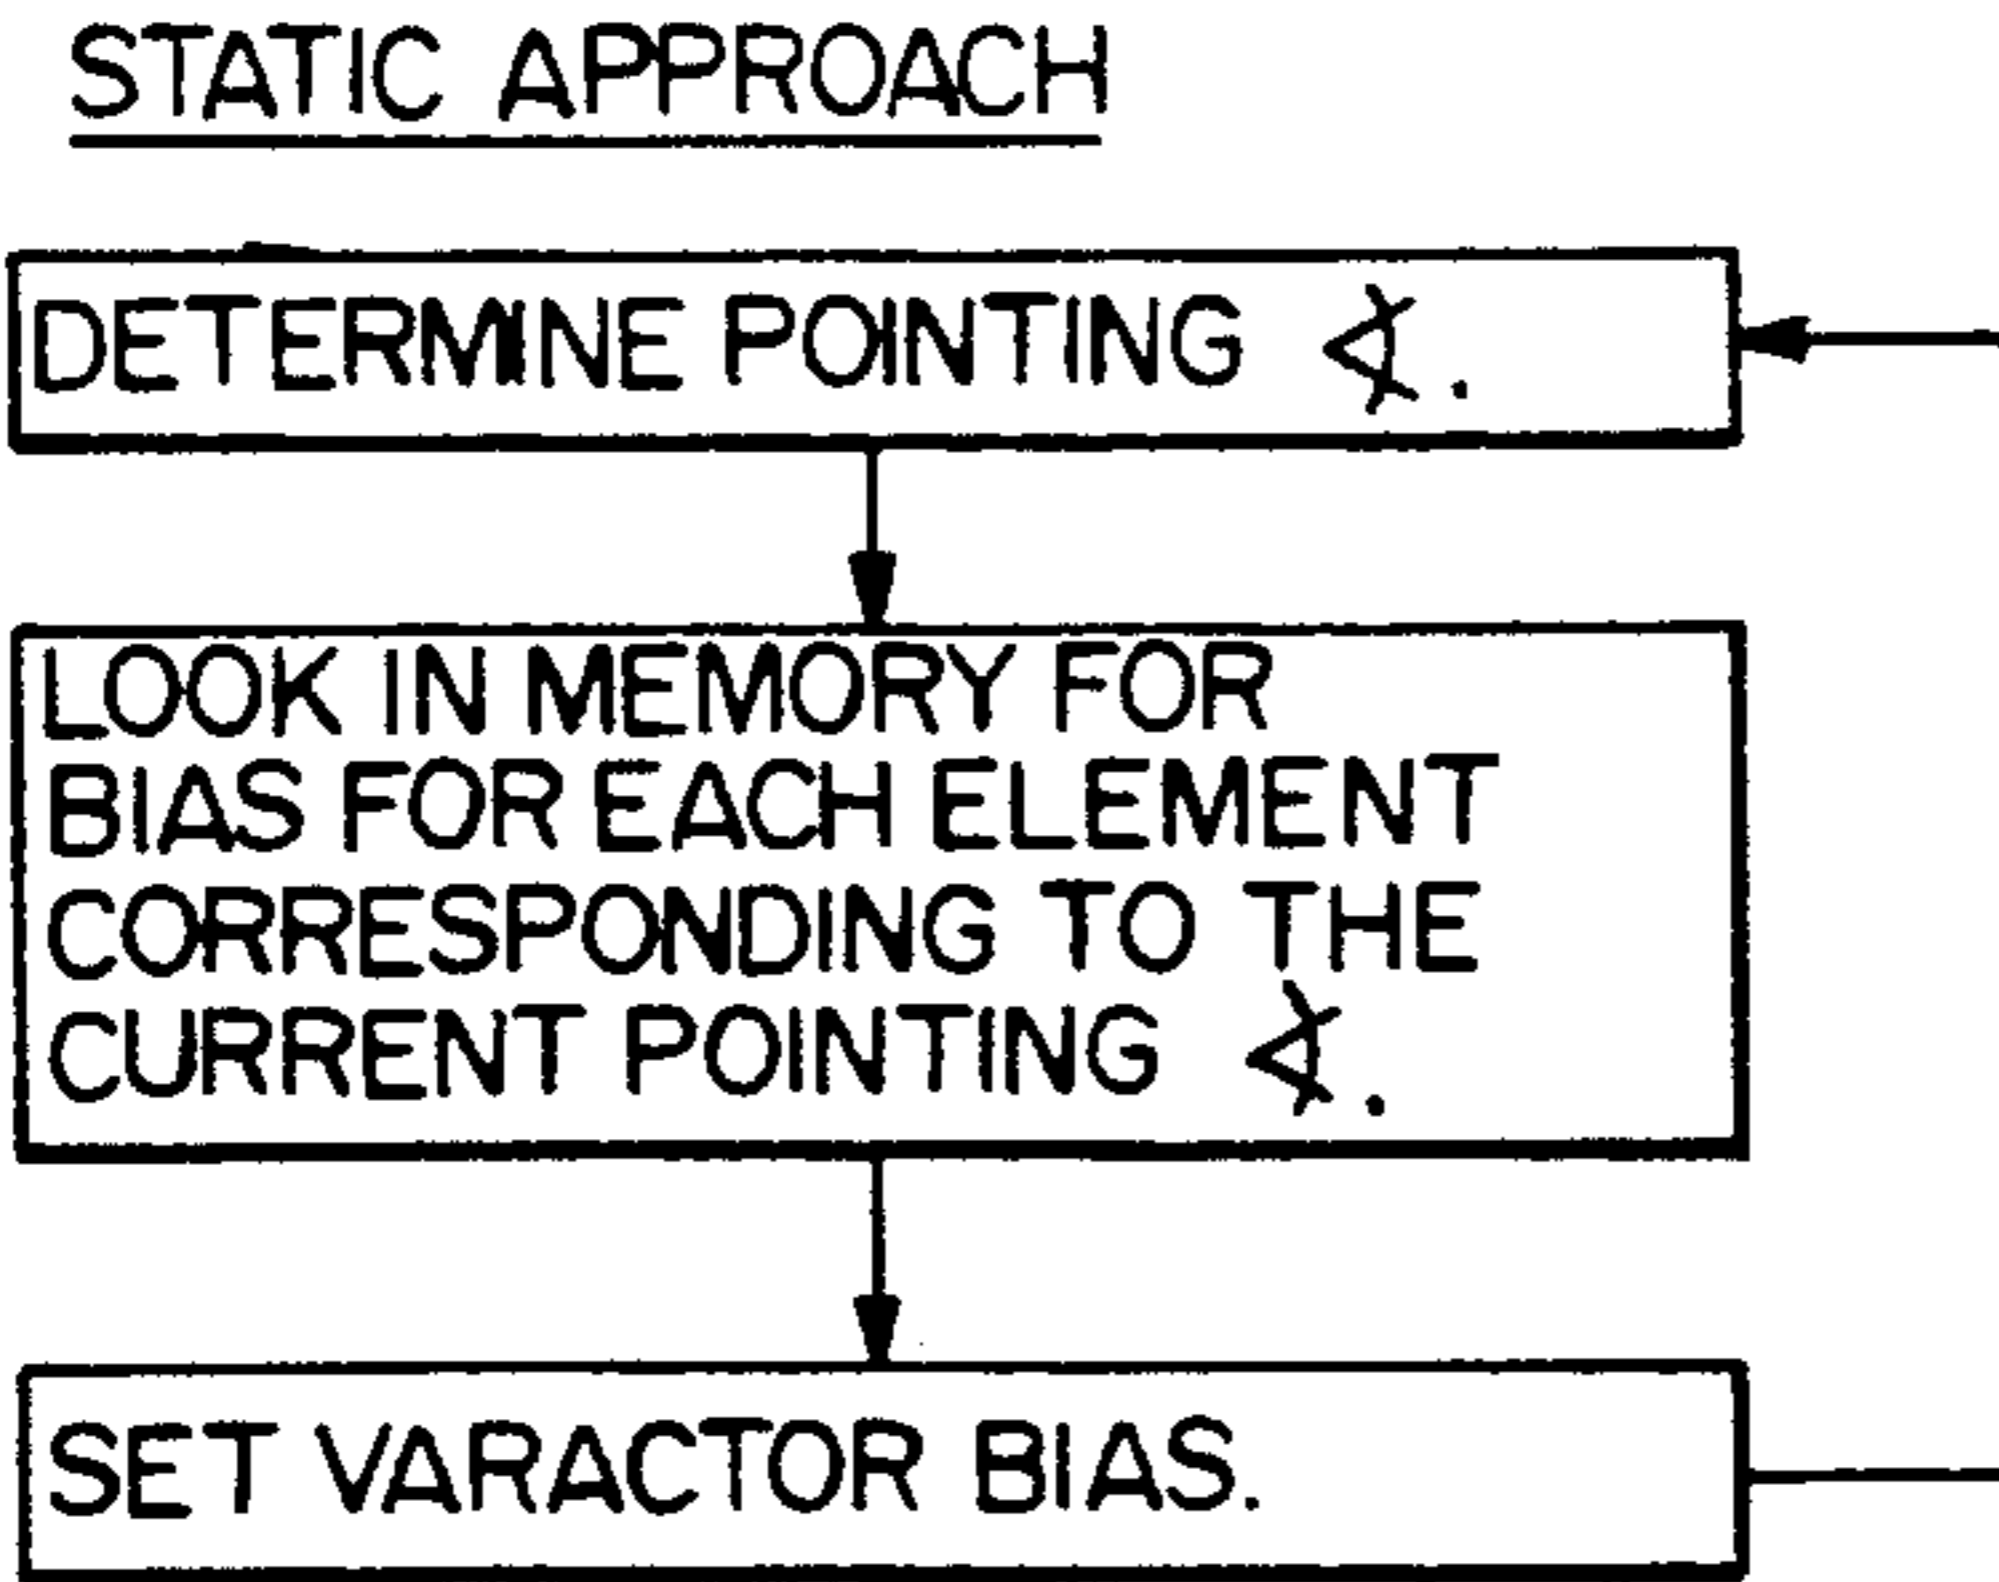 STATIC APPROACH
DETERMINE POINTING ∢.
LOOK IN MEMORY FOR
BIAS FOR EACH ELEMENT
CORRESPONDING TO THE
CURRENT POINTING ∢.
SET VARACTOR BIAS.